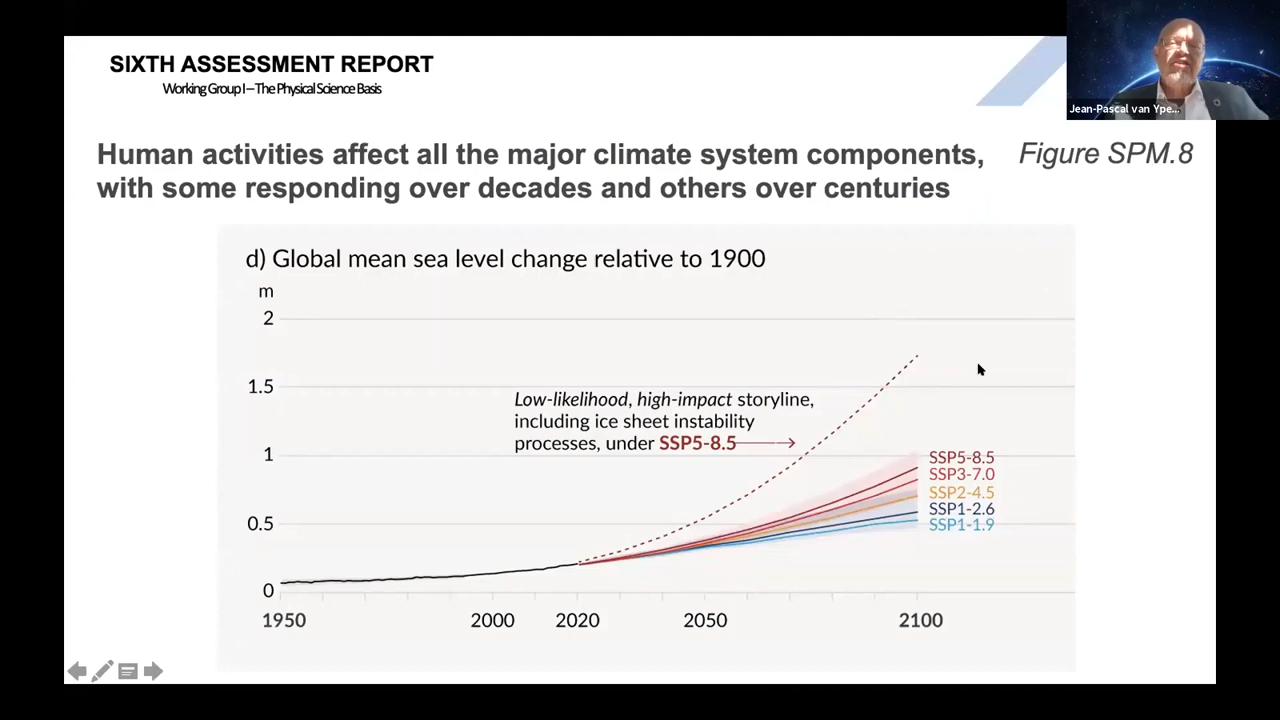 SIXTH ASSESSMENT REPORT
Working Group I – The Physical Science Basis
Jean-Pascal van Ype...
Human activities affect all the major climate system components,
with some responding over decades and others over centuries
Figure SPM.8
d) Global mean sea level change relative to 1900
m
2
1.5
1
0.5
0
Low-likelihood, high-impact storyline,
including ice sheet instability
processes, under SSP5-8.5
SSP5-8.5
SSP3-7.0
SSP2-4.5
SSP1-2.6
SSP1-1.9
1950 2000 2020 2050 2100